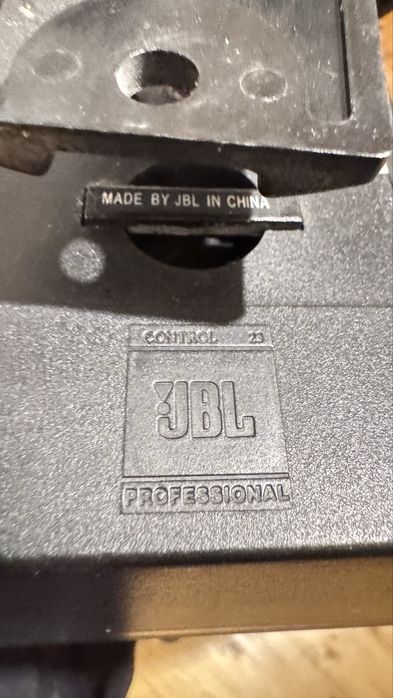 MADE BY JBL IN CHINA
CONTROL 23
JBL
PROFESSIONAL